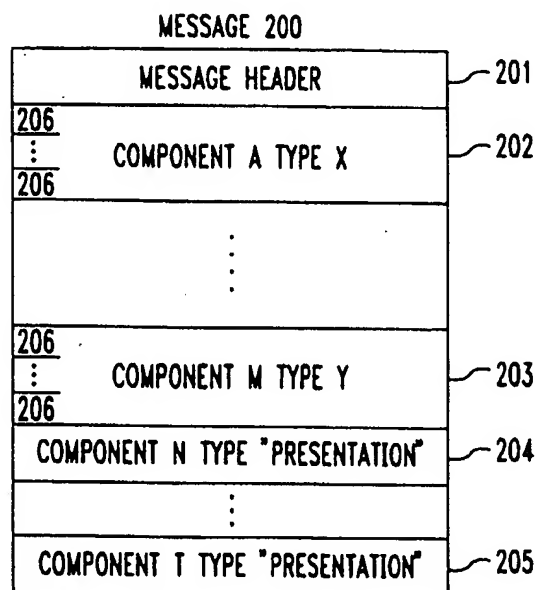 MESSAGE 200
MESSAGE HEADER 201
206
⋮ COMPONENT A TYPE X 202
206
⋮
206
⋮ COMPONENT M TYPE Y 203
206
COMPONENT N TYPE "PRESENTATION" 204
⋮
COMPONENT T TYPE "PRESENTATION" 205